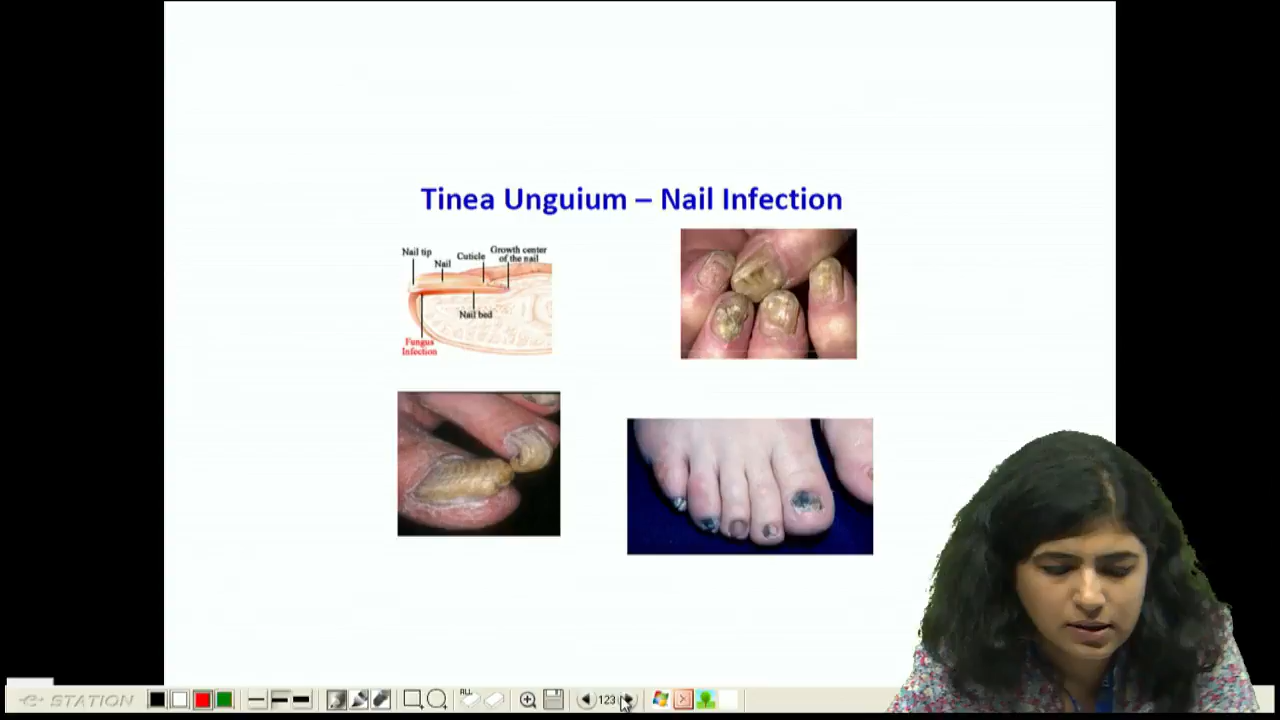 Tinea Unguium – Nail Infection
Nail tip
Nail
Cuticle
Growth center
of the nail
Nail bed
Fungus
Infection
STATION
ALL
123